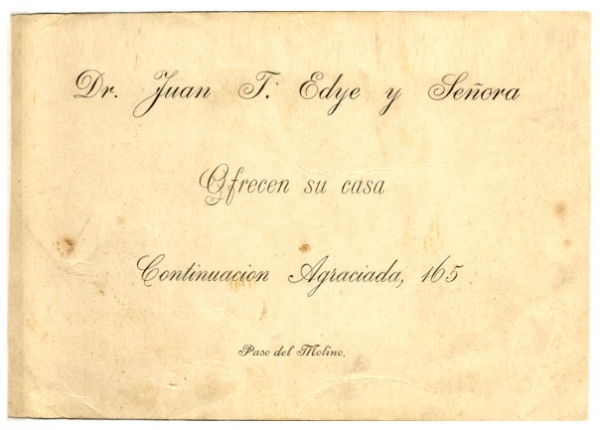 Dr. Juan T. Edye y Señora
Ofrecen su casa
Continuacion Agraciada, 165
Paso del Molino.